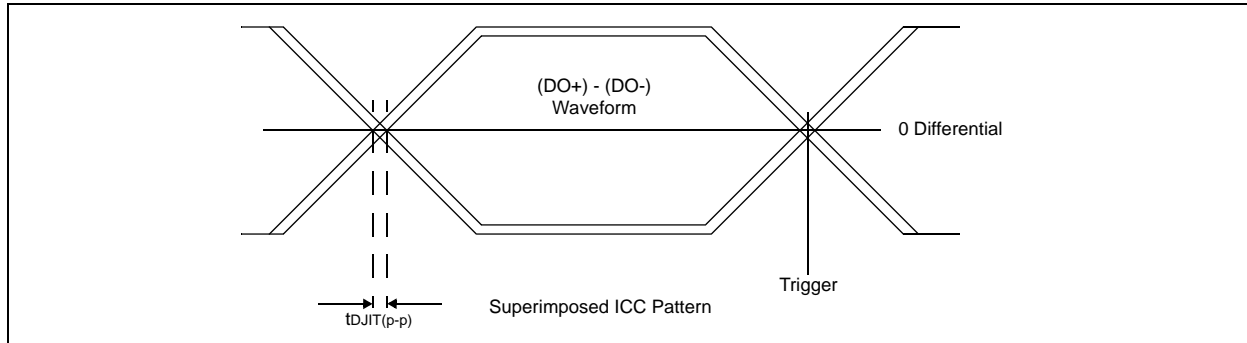 (DO+) - (DO-)
Waveform
0 Differential
Trigger
tDJIT(p-p)
Superimposed ICC Pattern